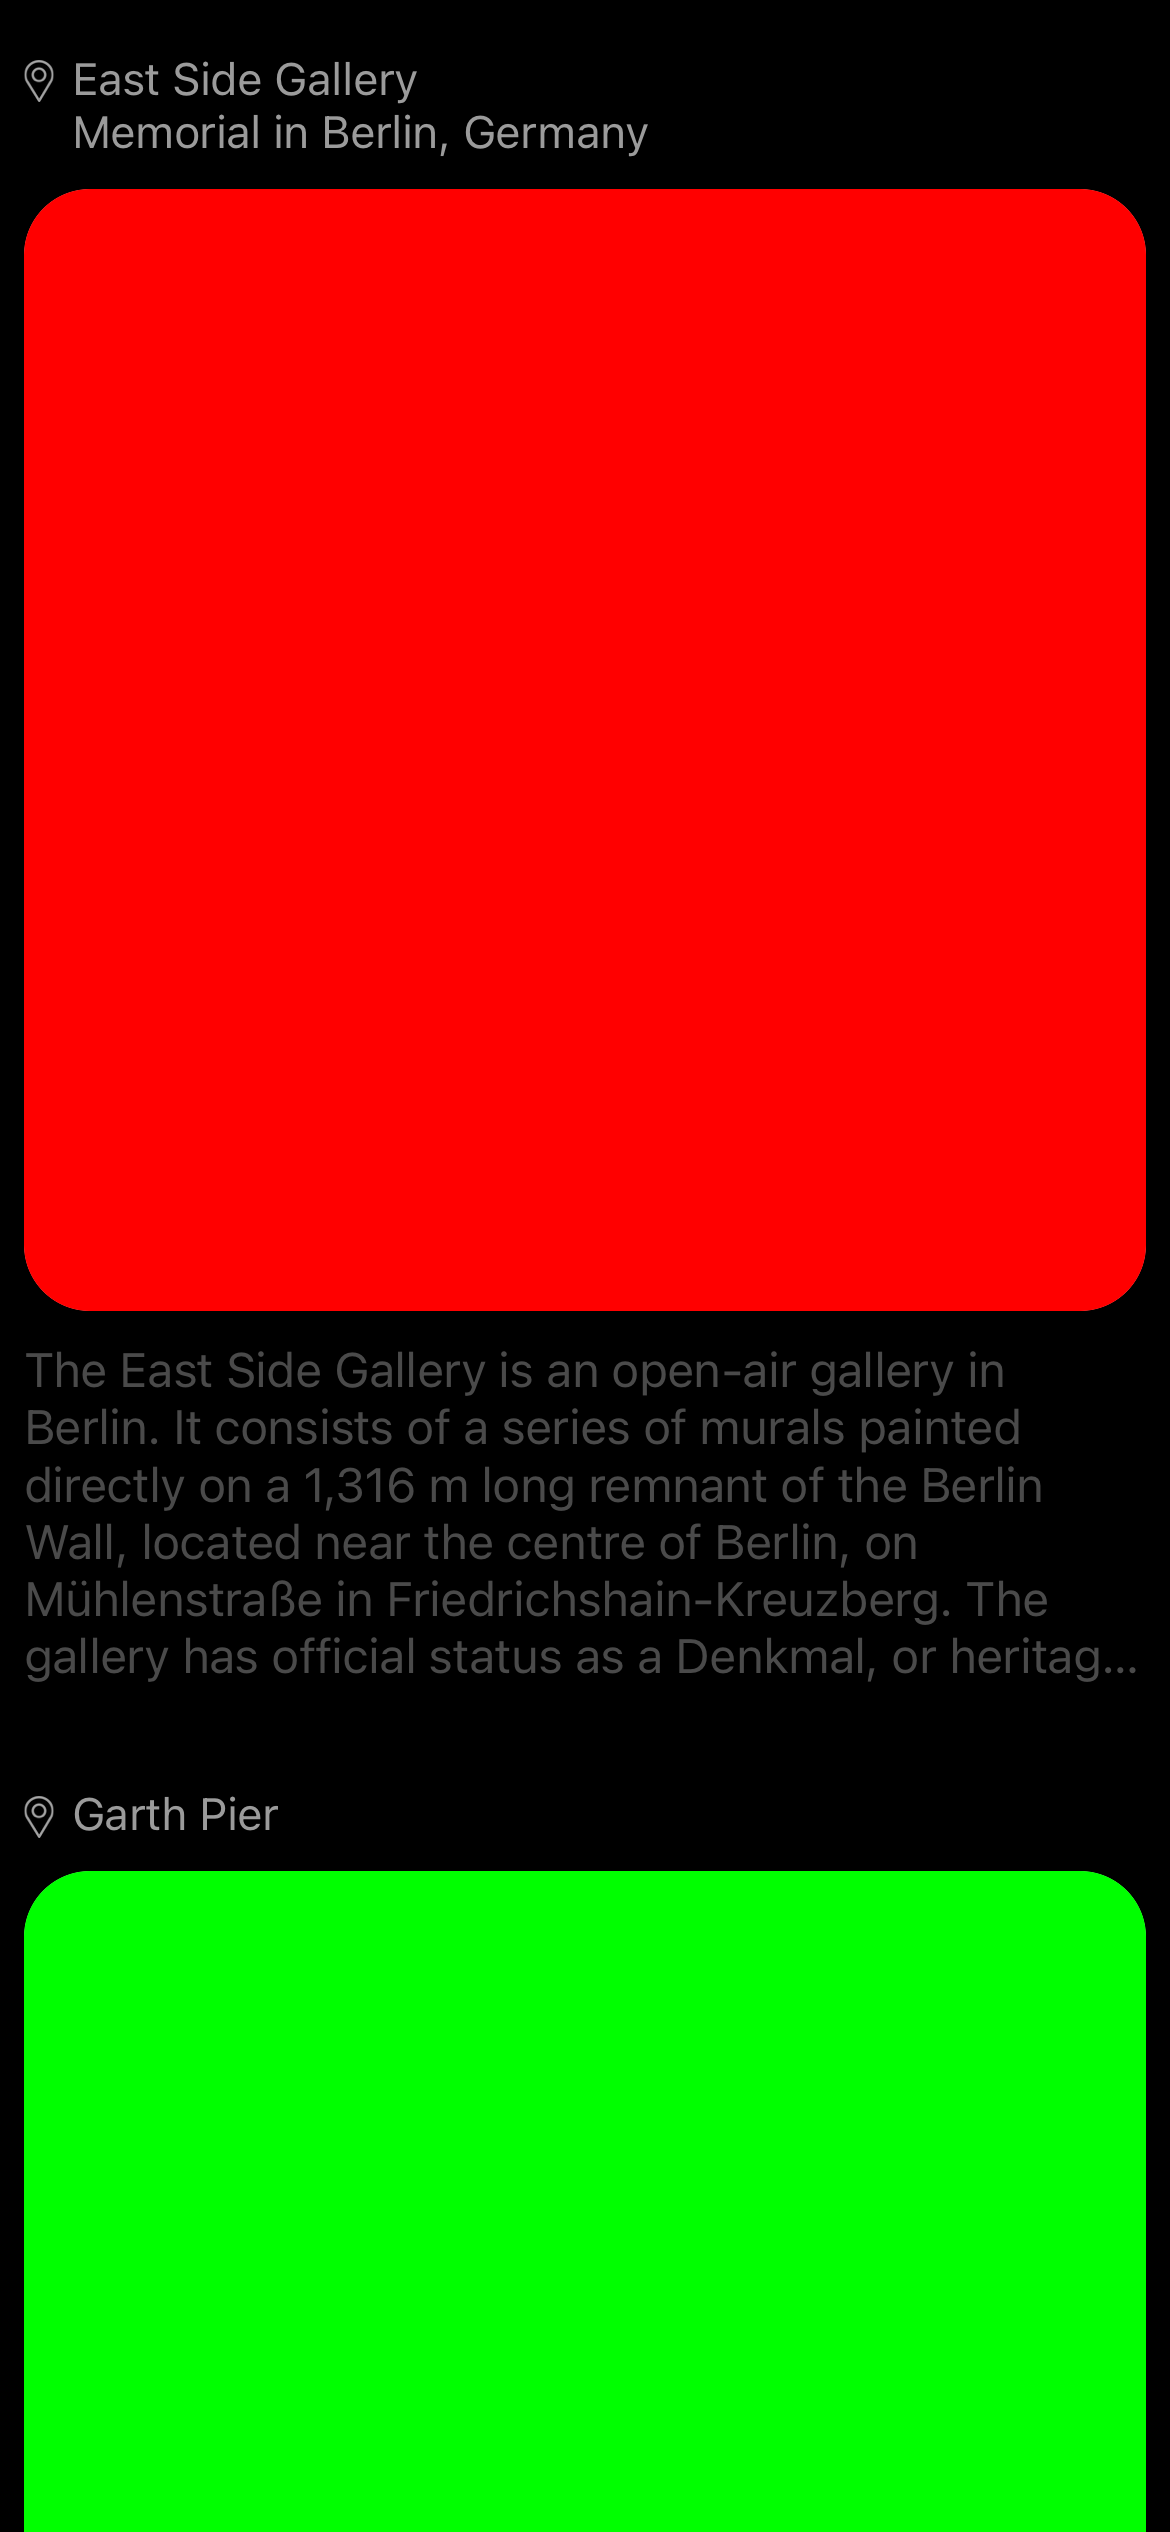 East Side Gallery
Memorial in Berlin, Germany
The East Side Gallery is an open-air gallery in
Berlin. It consists of a series of murals painted
directly on a 1,316 m long remnant of the Berlin
Wall, located near the centre of Berlin, on
Mühlenstraße in Friedrichshain-Kreuzberg. The
gallery has official status as a Denkmal, or heritag...
Garth Pier